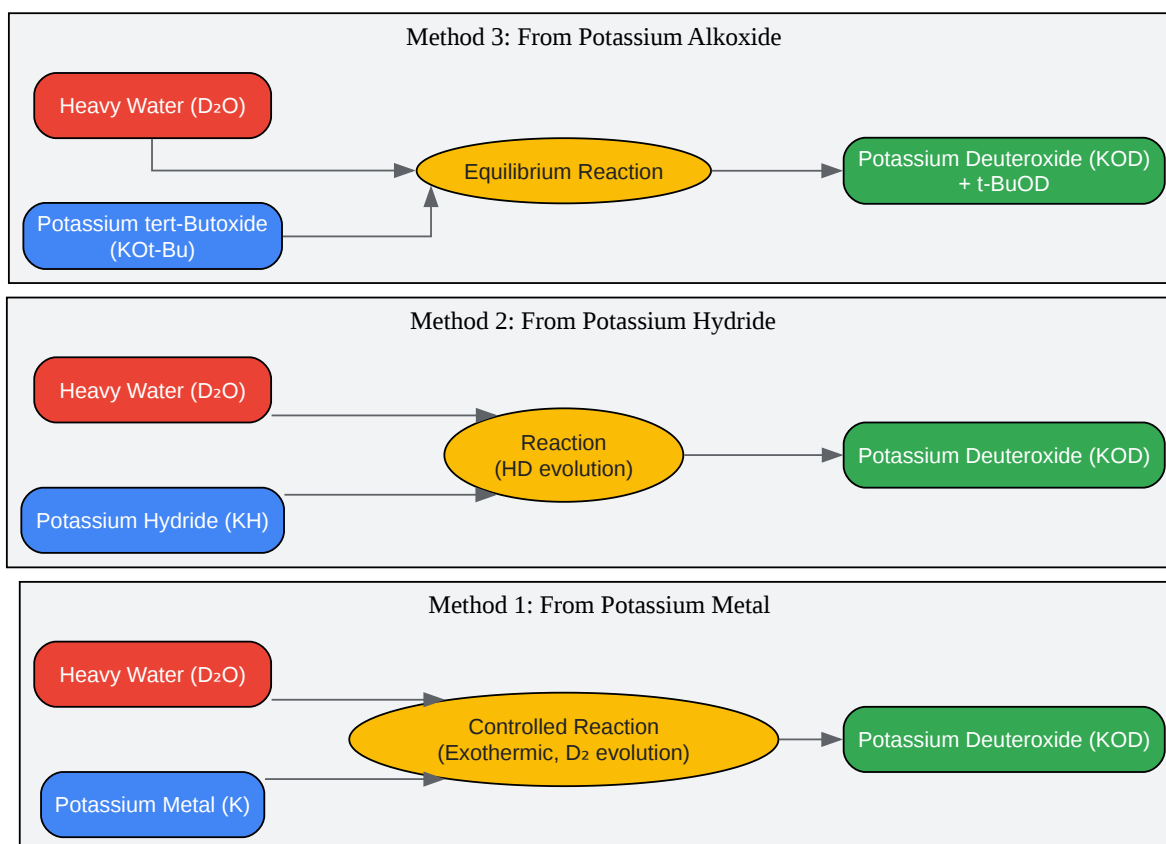 Method 3: From Potassium Alkoxide
Heavy Water (D₂O)
Equilibrium Reaction
Potassium Deuteroxide (KOD)
+ t-BuOD
Potassium tert-Butoxide
(KOt-Bu)
Method 2: From Potassium Hydride
Heavy Water (D₂O)
Reaction
(HD evolution)
Potassium Deuteroxide (KOD)
Potassium Hydride (KH)
Method 1: From Potassium Metal
Heavy Water (D₂O)
Controlled Reaction
(Exothermic, D₂ evolution)
Potassium Deuteroxide (KOD)
Potassium Metal (K)